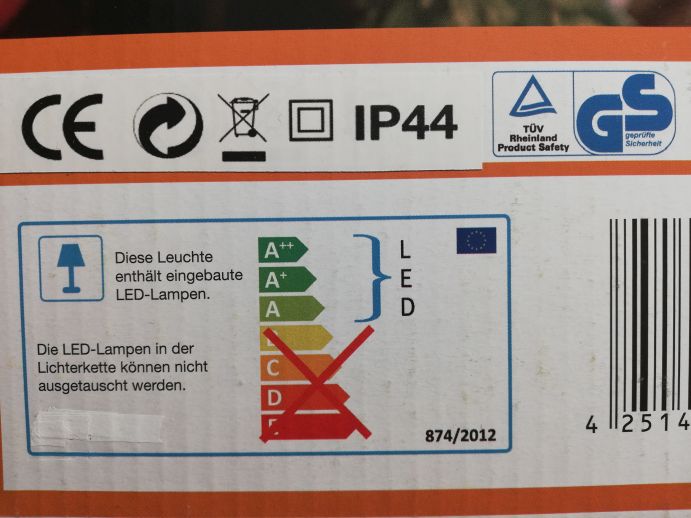 CE
IP44
TÜV
Rheinland
Product Safety
GS
geprüfte
Sicherheit
Diese Leuchte
enthält eingebaute
LED-Lampen.
Die LED-Lampen in der
Lichterkette können nicht
ausgetauscht werden.
A++
A+
A
C
D
L
E
D
874/2012
4 2514